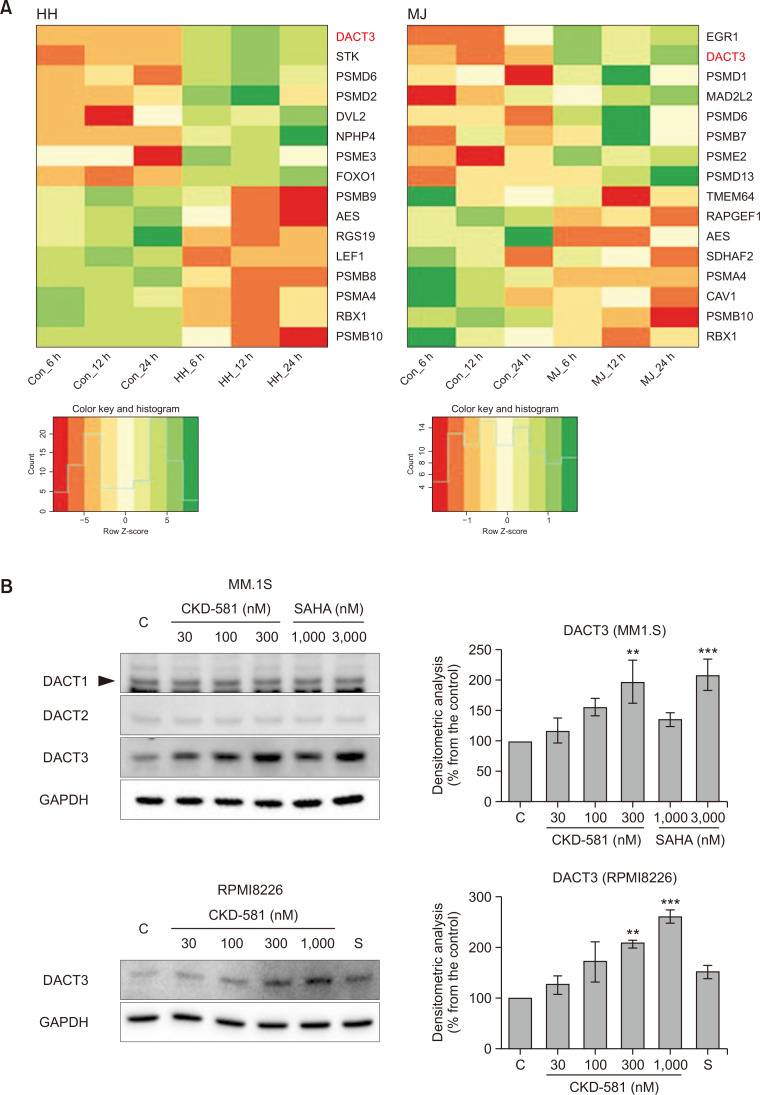 A
HH
DACT3
STK
PSMD6
PSMD2
DVL2
NPHP4
PSME3
FOXO1
PSMB9
AES
RGS19
LEF1
PSMB8
PSMA4
RBX1
PSMB10
Con_6 h
Con_12 h
Con_24 h
HH_6 h
HH_12 h
HH_24 h
Color key and histogram
Count
20
15
10
5
0
−5
0
5
Row Z-score
MJ
EGR1
DACT3
PSMD1
MAD2L2
PSMD6
PSMB7
PSME2
PSMD13
TMEM64
RAPGEF1
AES
SDHAF2
PSMA4
CAV1
PSMB10
RBX1
Con_6 h
Con_12 h
Con_24 h
MJ_6 h
MJ_12 h
MJ_24 h
Color key and histogram
Count
14
10
8
6
4
−1
0
1
Row Z-score
B
MM.1S
C
CKD-581 (nM)
SAHA (nM)
30 100 300 1,000 3,000
DACT1
DACT2
DACT3
GAPDH
DACT3 (MM1.S)
Densitometric analysis
(% from the control)
250
200
150
100
50
0
**
***
C 30 100 300 1,000 3,000
CKD-581 (nM) SAHA (nM)
RPMI8226
C
CKD-581 (nM)
30 100 300 1,000 S
DACT3
GAPDH
DACT3 (RPMI8226)
Densitometric analysis
(% from the control)
300
200
100
0
**
***
C 30 100 300 1,000 S
CKD-581 (nM)